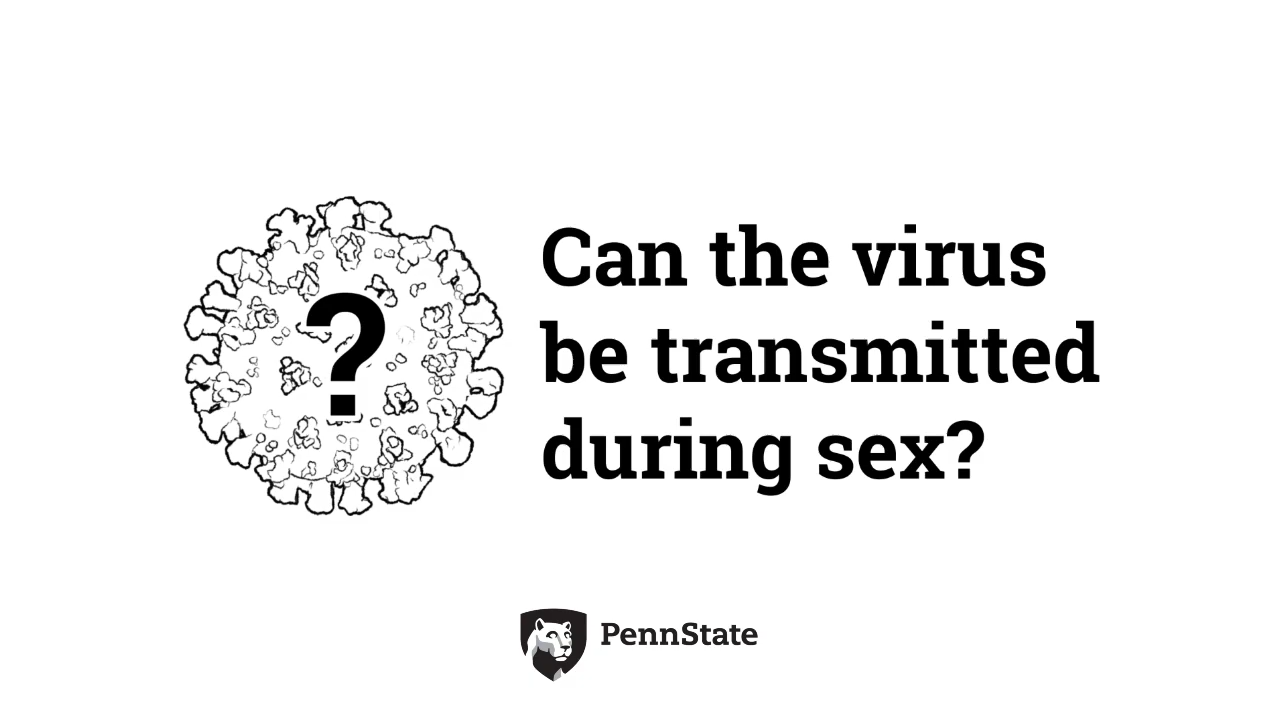 ?
Can the virus
be transmitted
during sex?
PennState